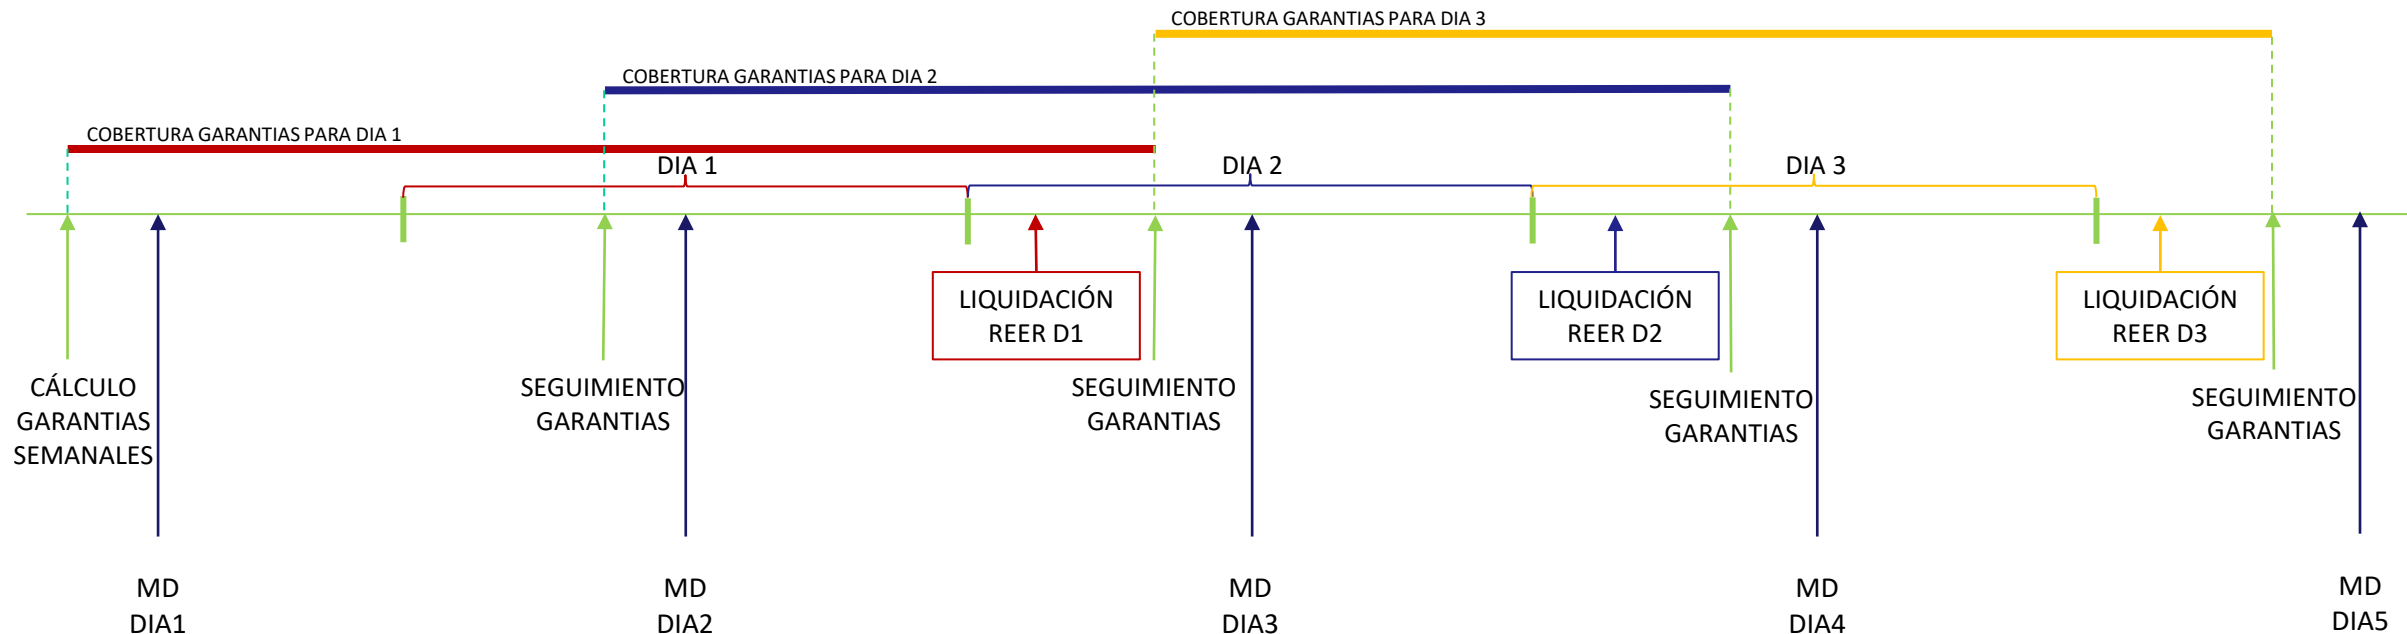 COBERTURA GARANTIAS PARA DIA 3
COBERTURA GARANTIAS PARA DIA 2
COBERTURA GARANTIAS PARA DIA 1
DIA 1
DIA 2
DIA 3
LIQUIDACIÓN
REER D1
LIQUIDACIÓN
REER D2
LIQUIDACIÓN
REER D3
CÁLCULO
GARANTIAS
SEMANALES
SEGUIMIENTO
GARANTIAS
SEGUIMIENTO
GARANTIAS
SEGUIMIENTO
GARANTIAS
SEGUIMIENTO
GARANTIAS
MD
DIA1
MD
DIA2
MD
DIA3
MD
DIA4
MD
DIA5